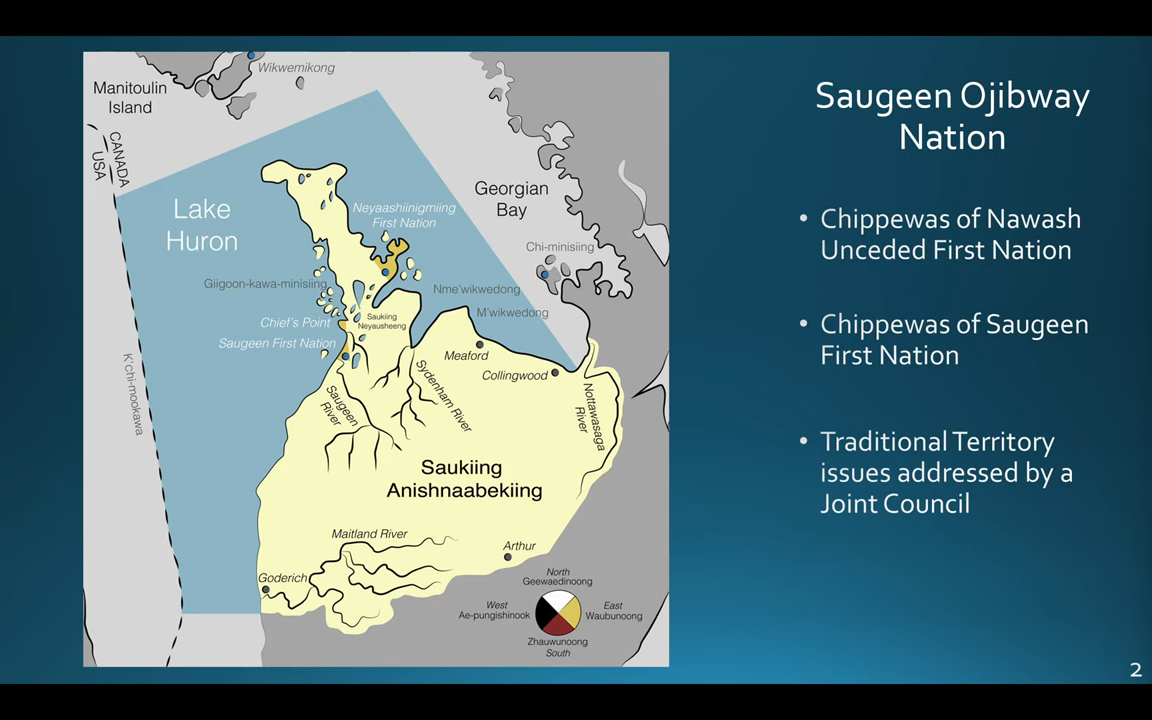 Wikwemikong
Manitoulin
Island
CANADA
USA
Georgian
Bay
Lake
Huron
Neyaashiinigmiing
First Nation
Chi-minisiing
Giigoon-kawa-minisiing
Nme'wikwedong
M'wikwedong
Chief's Point
Saukiing
Neyausheeng
Saugeen First Nation
Meaford
Collingwood
K'chi-mookawa
Saugeen
River
Sydenham River
Nottawasaga
River
Saukiing
Anishnaabekiing
Maitland River
Arthur
Goderich
North
Geewaedinoong
West
Ae-pungishinook
East
Waubunoong
Zhauwunoong
South
Saugeen Ojibway
Nation
• Chippewas of Nawash
Unceded First Nation
• Chippewas of Saugeen
First Nation
• Traditional Territory
issues addressed by a
Joint Council
2